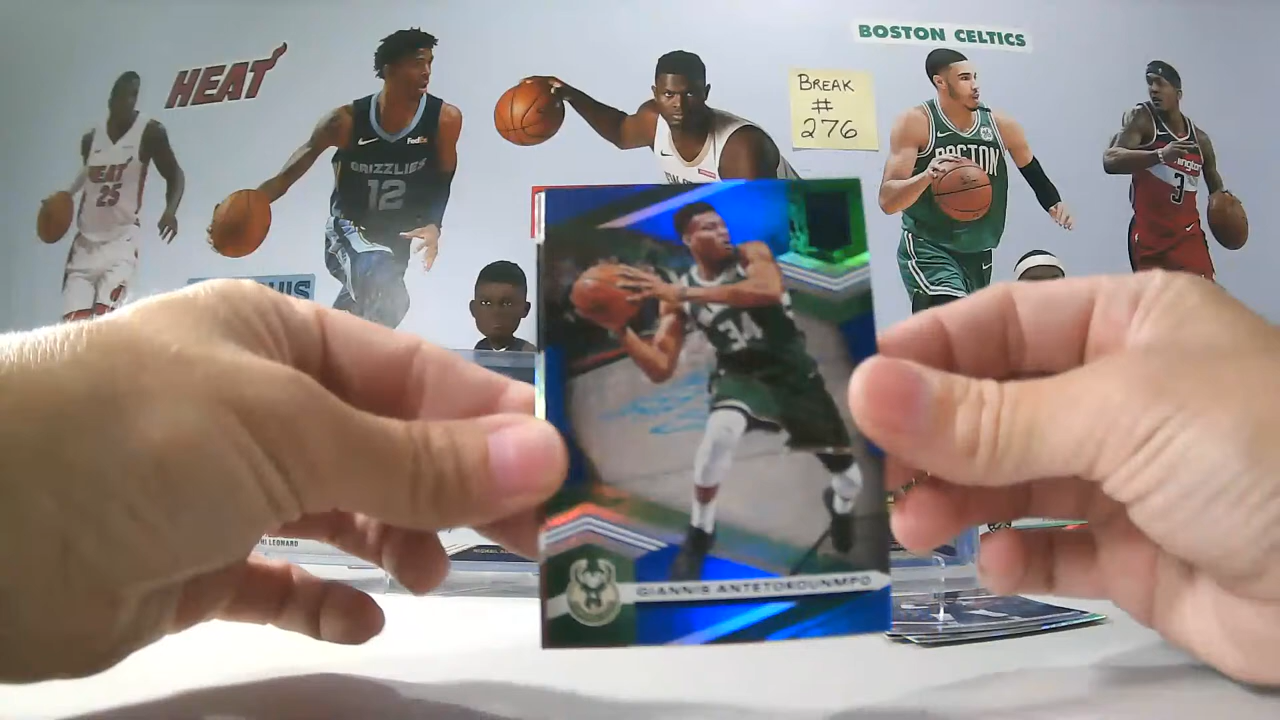 HEAT
BOSTON CELTICS
BREAK
#
276
FedEx
GRIZZLIES
12
HEAT
25
BOSTON
3
34
GIANNIS ANTETOKOUNMPO